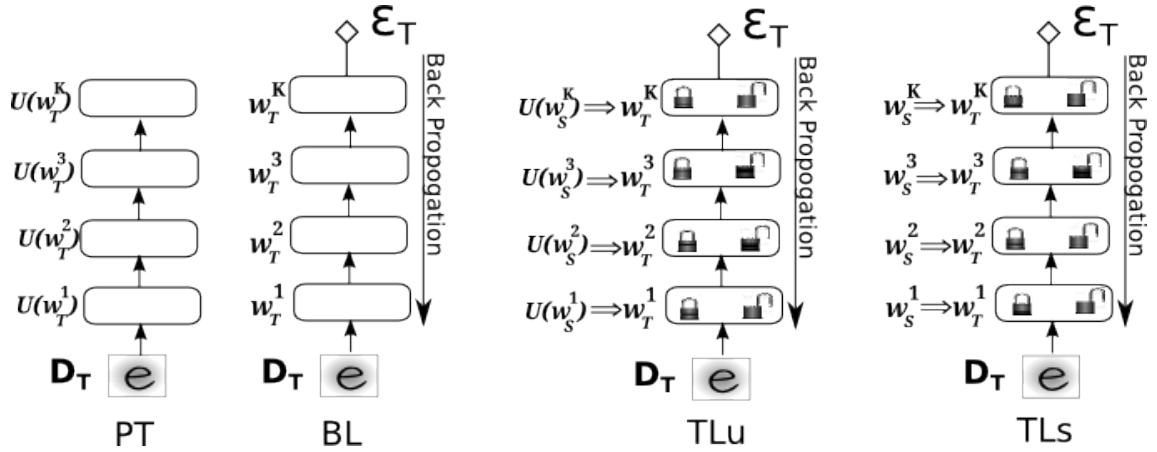 ε_T
U(w_T^K)
U(w_T^3)
U(w_T^2)
U(w_T^1)
D_T
e
PT
w_T^K
w_T^3
w_T^2
w_T^1
Back Propogation
D_T
e
BL
ε_T
U(w_S^K)⇒w_T^K
U(w_S^3)⇒w_T^3
U(w_S^2)⇒w_T^2
U(w_S^1)⇒w_T^1
Back Propogation
D_T
e
TLu
ε_T
w_S^K⇒w_T^K
w_S^3⇒w_T^3
w_S^2⇒w_T^2
w_S^1⇒w_T^1
Back Propogation
D_T
e
TLs